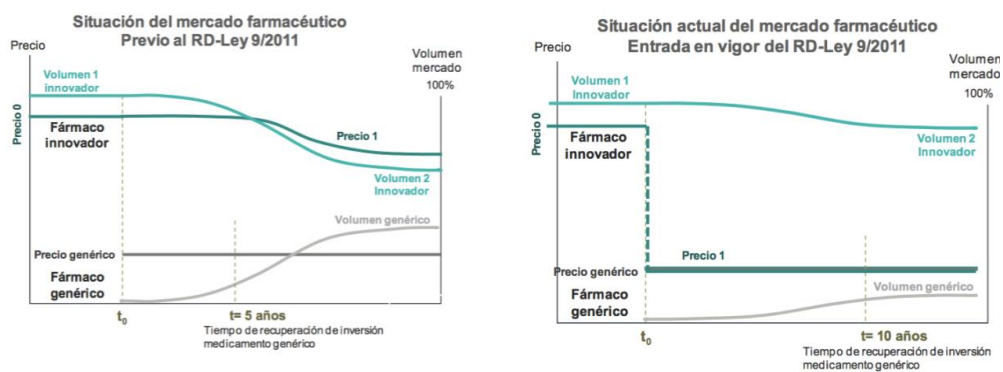 Situación del mercado farmacéutico
Previo al RD-Ley 9/2011
Precio
Volumen
mercado
100%
Volumen 1
innovador
Precio 0
Fármaco
innovador
Precio 1
Volumen 2
Innovador
Volumen genérico
Precio genérico
Fármaco
genérico
t0
t= 5 años
Tiempo de recuperación de inversión
medicamento genérico
Situación actual del mercado farmacéutico
Entrada en vigor del RD-Ley 9/2011
Precio
Volumen
mercado
100%
Volumen 1
Innovador
Precio 0
Fármaco
innovador
Volumen 2
Innovador
Precio 1
Precio genérico
Fármaco
genérico
Volumen genérico
t0
t= 10 años
Tiempo de recuperación de inversión
medicamento genérico